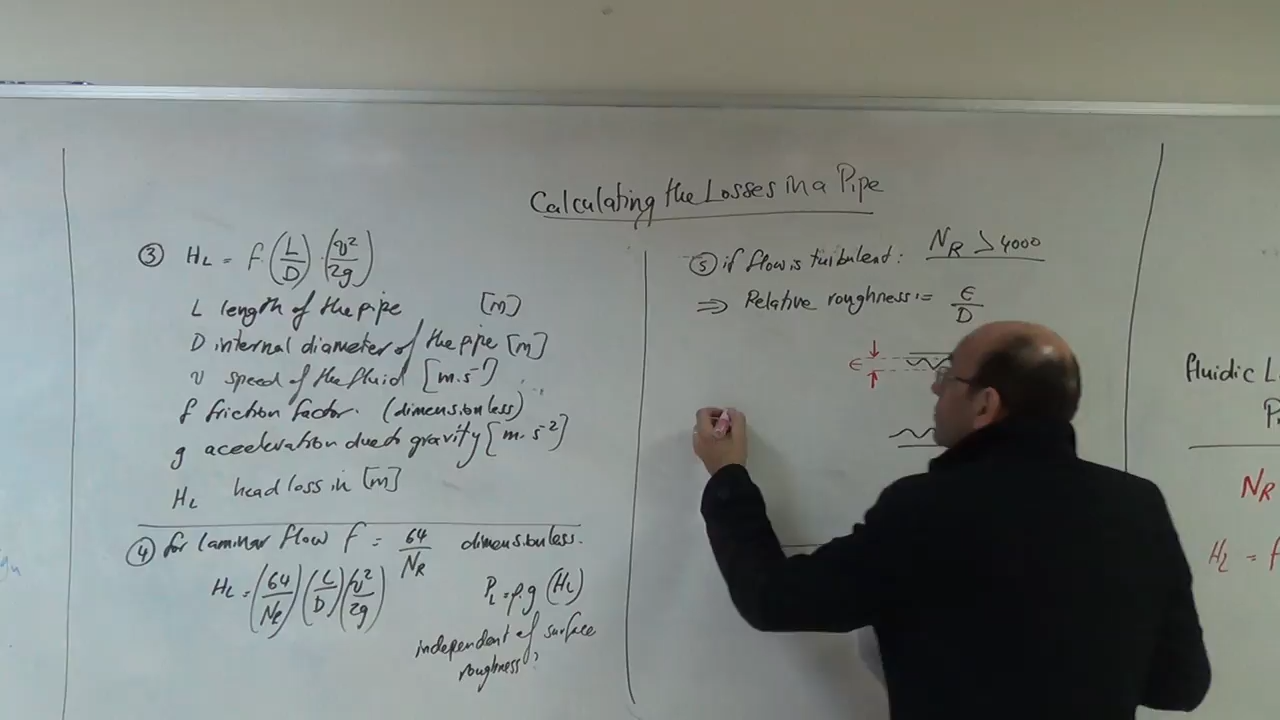 Calculating the Losses in a Pipe
③ HL = f·(L/D)·(v²/2g)
L length of the pipe [m]
D internal diameter of the pipe [m]
v speed of the fluid [m.s⁻¹]
f friction factor. (dimensionless)
g acceleration due to gravity [m.s⁻²]
HL head loss in [m]
④ for laminar flow f = 64/NR dimensionless.
HL = (64/NR)(L/D)(v²/2g)
PL = ρ.g (HL)
independent of surface
roughness
⑤ if flow is turbulent: NR > 4000
⇒ Relative roughness:= ϵ/D
ϵ
fluidic
NR
HL = f